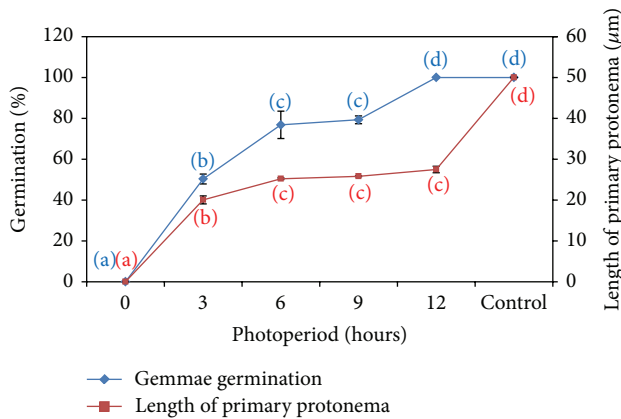 120
100
80
60
40
20
0
Germination (%)
60
50
40
30
20
10
0
Length of primary protonema (μm)
(a)
(a)
(b)
(b)
(c)
(c)
(c)
(c)
(d)
(c)
(d)
(d)
0 3 6 9 12 Control
Photoperiod (hours)
Gemmae germination
Length of primary protonema